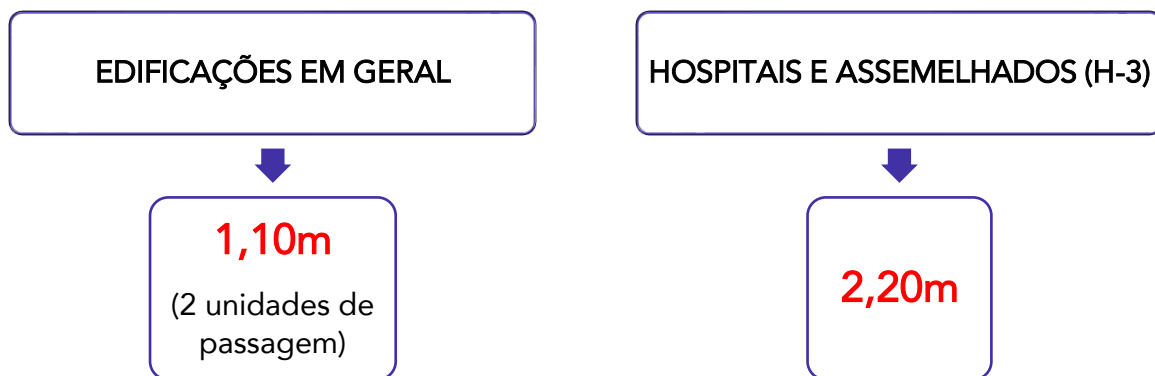 EDIFICAÇÕES EM GERAL
1,10m
(2 unidades de
passagem)
HOSPITAIS E ASSEMELHADOS (H-3)
2,20m